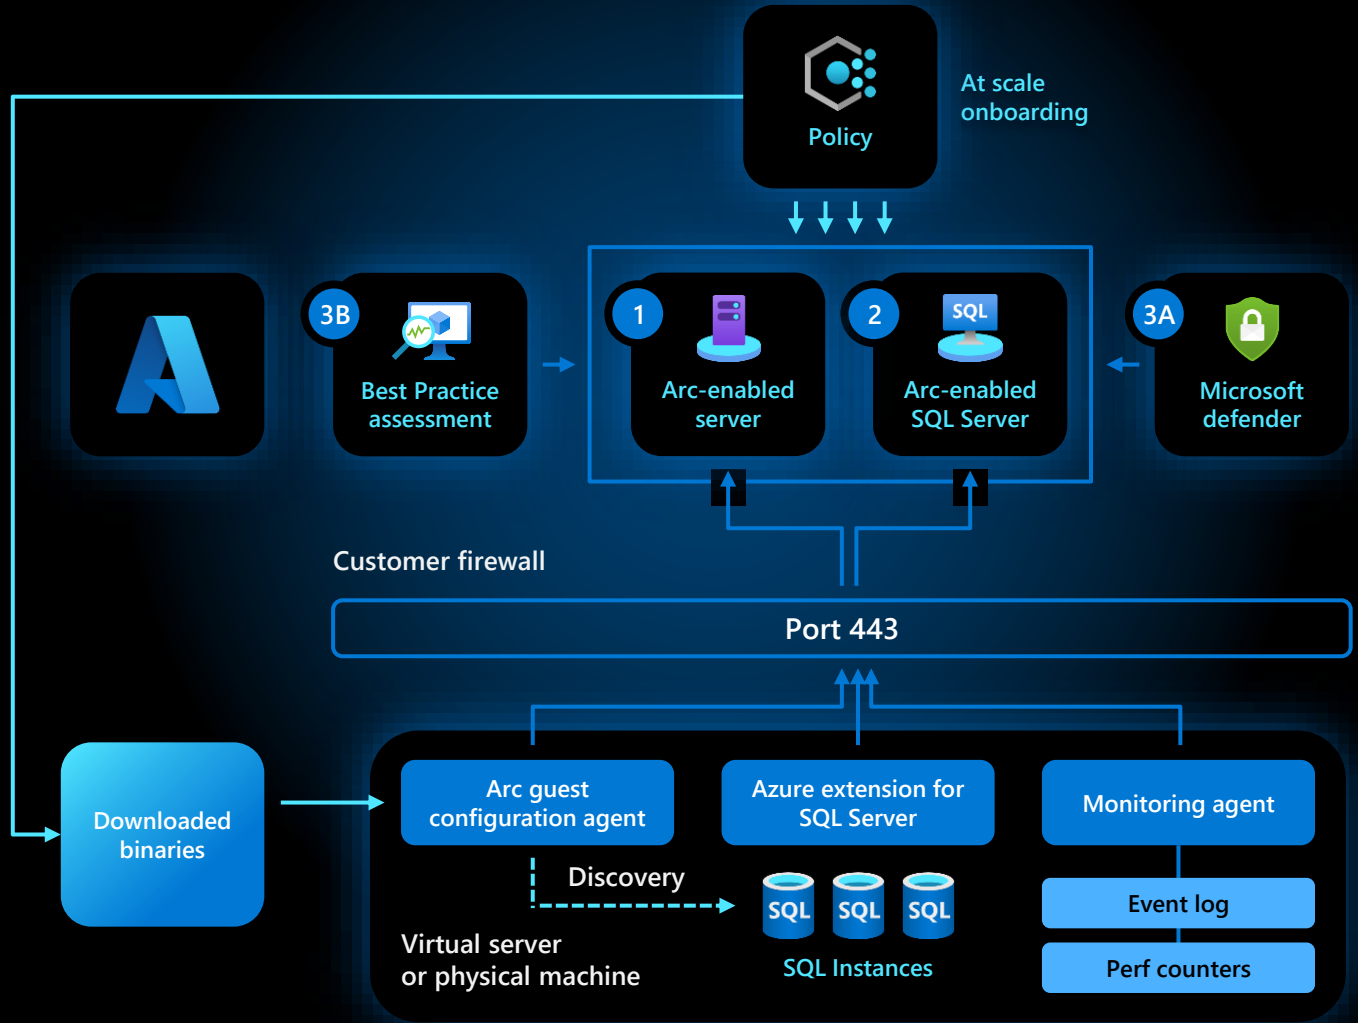 Policy
At scale
onboarding
3B
Best Practice
assessment
1
Arc-enabled
server
2
SQL
Arc-enabled
SQL Server
3A
Microsoft
defender
Customer firewall
Port 443
Downloaded
binaries
Arc guest
configuration agent
Azure extension for
SQL Server
Monitoring agent
Discovery
SQL
SQL
SQL
SQL Instances
Event log
Perf counters
Virtual server
or physical machine